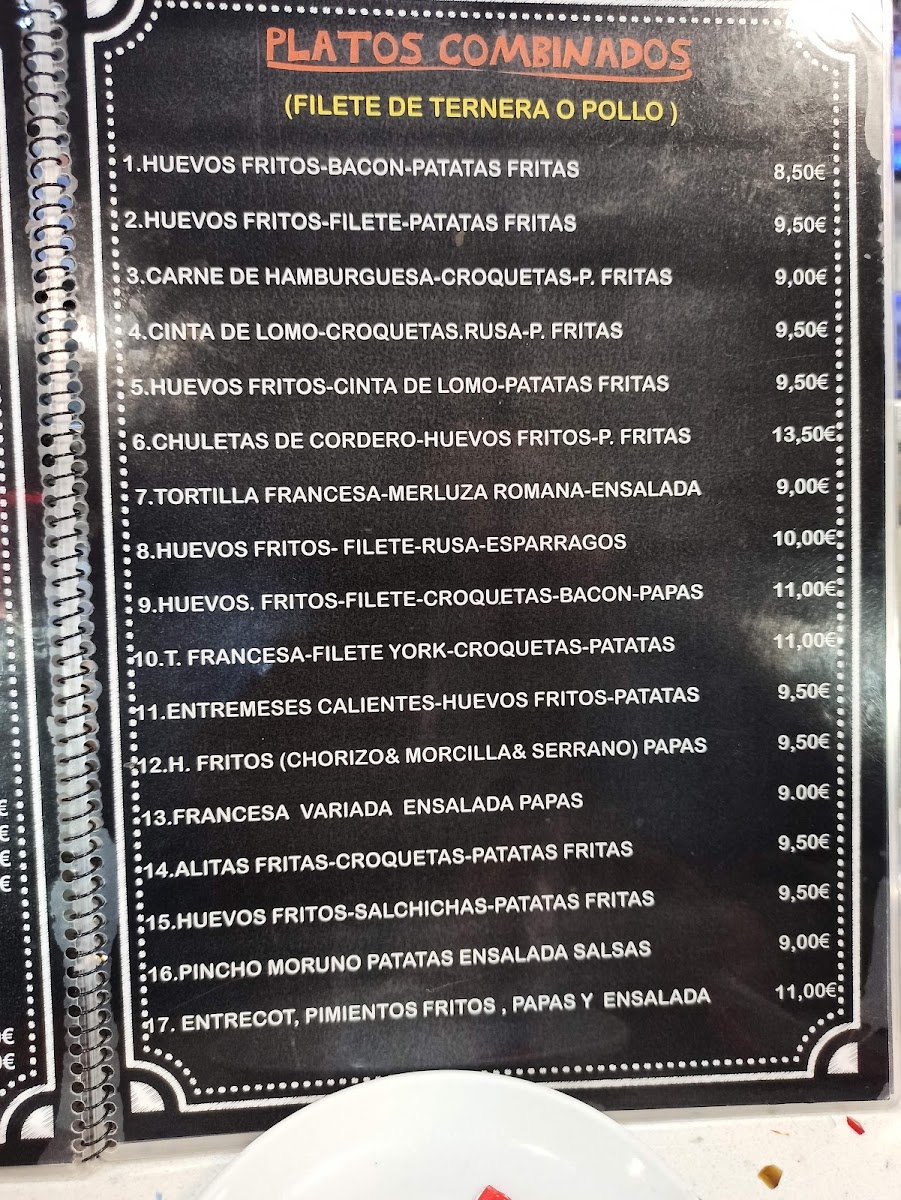 PLATOS COMBINADOS
(FILETE DE TERNERA O POLLO )
1.HUEVOS FRITOS-BACON-PATATAS FRITAS 8,50€
2.HUEVOS FRITOS-FILETE-PATATAS FRITAS 9,50€
3.CARNE DE HAMBURGUESA-CROQUETAS-P. FRITAS 9,00€
4.CINTA DE LOMO-CROQUETAS.RUSA-P. FRITAS 9,50€
5.HUEVOS FRITOS-CINTA DE LOMO-PATATAS FRITAS 9,50€
6.CHULETAS DE CORDERO-HUEVOS FRITOS-P. FRITAS 13,50€
7.TORTILLA FRANCESA-MERLUZA ROMANA-ENSALADA 9,00€
8.HUEVOS FRITOS- FILETE-RUSA-ESPARRAGOS 10,00€
9.HUEVOS. FRITOS-FILETE-CROQUETAS-BACON-PAPAS 11,00€
10.T. FRANCESA-FILETE YORK-CROQUETAS-PATATAS 11,00€
11.ENTREMESES CALIENTES-HUEVOS FRITOS-PATATAS 9,50€
12.H. FRITOS (CHORIZO& MORCILLA& SERRANO) PAPAS 9,50€
13.FRANCESA VARIADA ENSALADA PAPAS 9.00€
14.ALITAS FRITAS-CROQUETAS-PATATAS FRITAS 9,50€
15.HUEVOS FRITOS-SALCHICHAS-PATATAS FRITAS 9,50€
16.PINCHO MORUNO PATATAS ENSALADA SALSAS 9,00€
17. ENTRECOT, PIMIENTOS FRITOS , PAPAS Y ENSALADA 11,00€
€
€
€
€
€
€